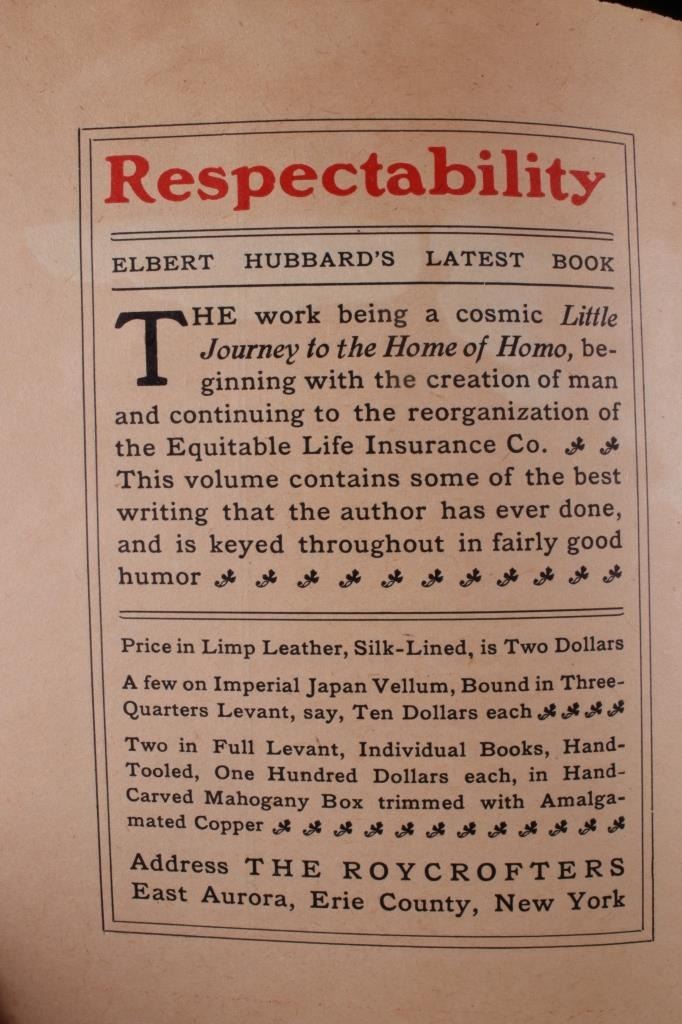 Respectability
ELBERT HUBBARD'S LATEST BOOK
THE work being a cosmic Little
Journey to the Home of Homo, be-
ginning with the creation of man
and continuing to the reorganization of
the Equitable Life Insurance Co.
This volume contains some of the best
writing that the author has ever done,
and is keyed throughout in fairly good
humor
Price in Limp Leather, Silk-Lined, is Two Dollars
A few on Imperial Japan Vellum, Bound in Three-
Quarters Levant, say, Ten Dollars each
Two in Full Levant, Individual Books, Hand-
Tooled, One Hundred Dollars each, in Hand-
Carved Mahogany Box trimmed with Amalga-
mated Copper
Address THE ROYCROFTERS
East Aurora, Erie County, New York